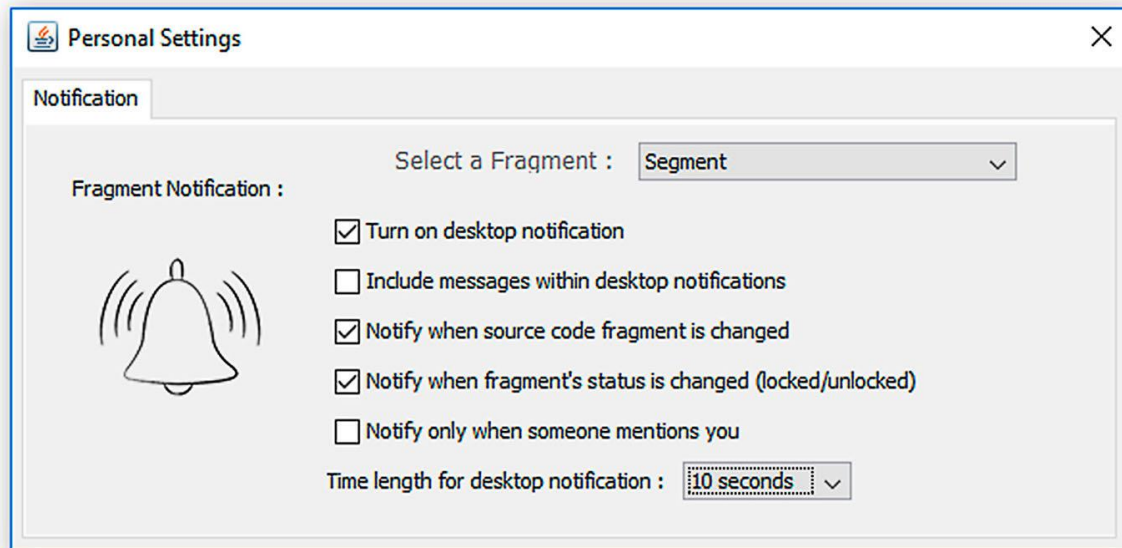 Personal Settings
Notification
Select a Fragment : Segment
Fragment Notification :
Turn on desktop notification
Include messages within desktop notifications
Notify when source code fragment is changed
Notify when fragment's status is changed (locked/unlocked)
Notify only when someone mentions you
Time length for desktop notification : 10 seconds